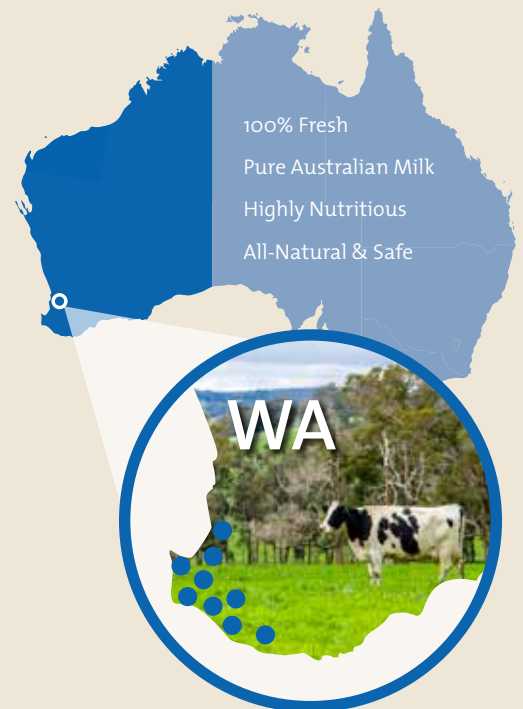 100% Fresh
Pure Australian Milk
Highly Nutritious
All-Natural & Safe
WA